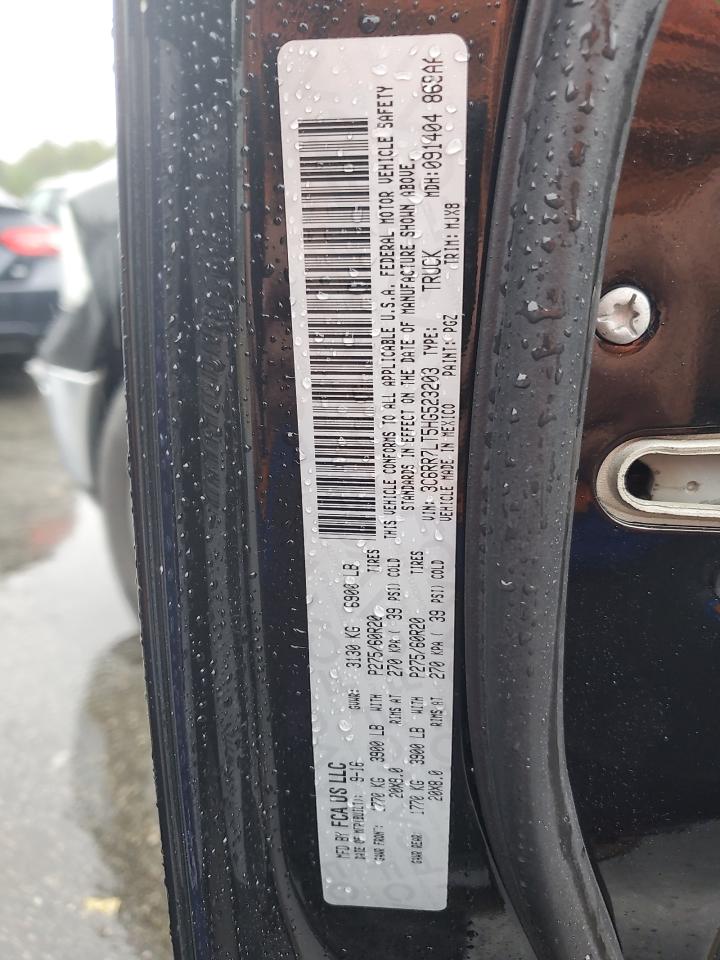 MFD BY FCA US LLC
DATE OF MFR(BUILT): 9-16 GVWR: 3130 KG 6900 LB
GAWR FRONT: 1770 KG 3900 LB WITH P275/60R20 TIRES
20X8.0 RIMS AT 270 KPA ( 39 PSI) COLD
GAWR REAR: 1770 KG 3900 LB WITH P275/60R20
20X8.0 RIMS AT 270 KPA ( 39 PSI) COLD
THIS VEHICLE CONFORMS TO ALL APPLICABLE U.S.A. FEDERAL MOTOR VEHICLE SAFETY
STANDARDS IN EFFECT ON THE DATE OF MANUFACTURE SHOWN ABOVE.
VIN: 3C6RR7LT5HG523203 TYPE: TRUCK MDH:091404 869AA
VEHICLE MADE IN MEXICO PAINT: PGZ TRIM: MJX8